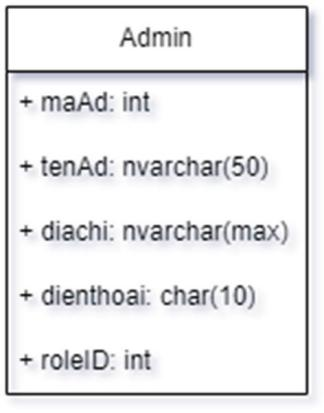 Admin
+ maAd: int
+ tenAd: nvarchar(50)
+ diachi: nvarchar(max)
+ dienthoai: char(10)
+ roleID: int